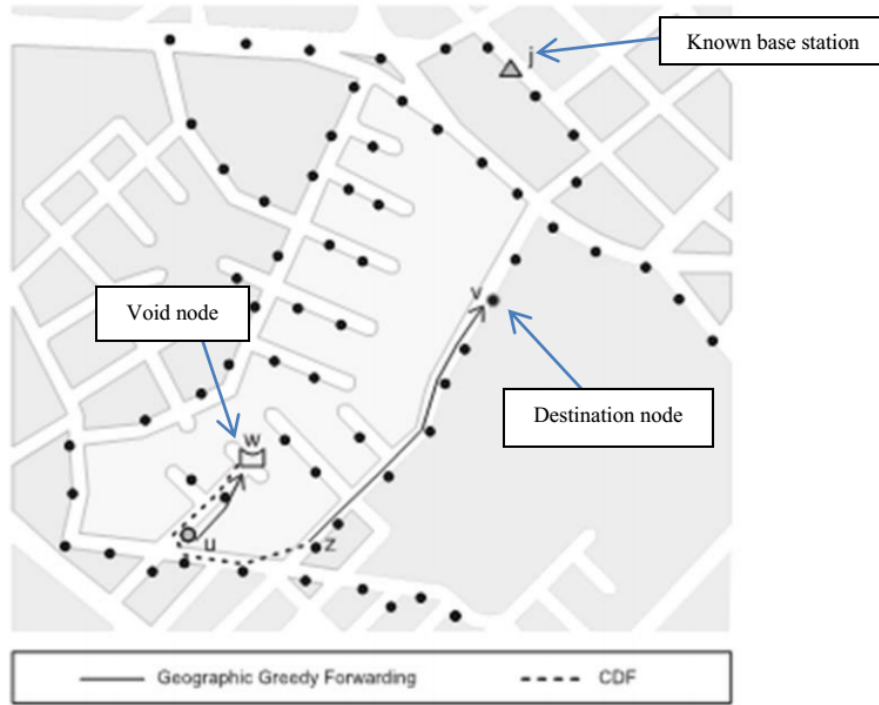 Known base station
j
Void node
v
Destination node
w
u
z
Geographic Greedy Forwarding
CDF